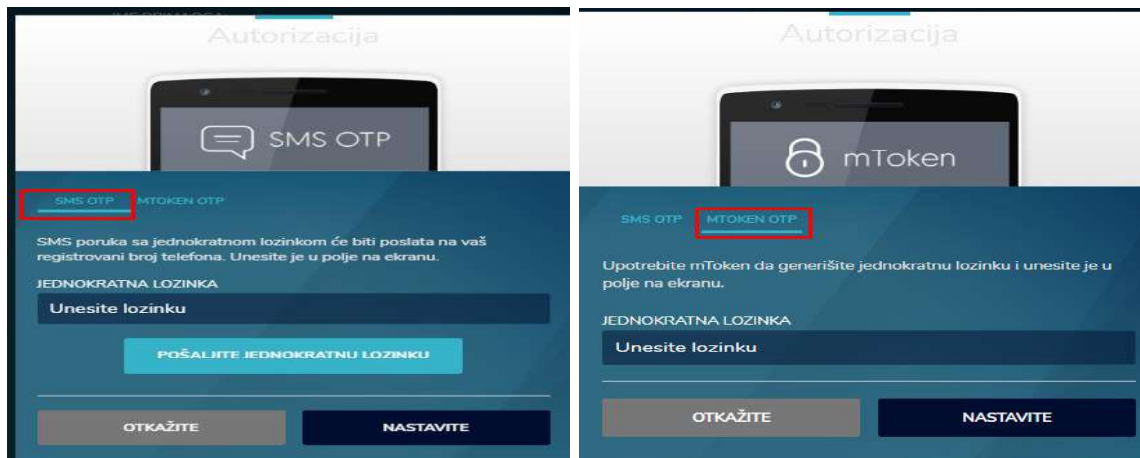 Autorizacija
SMS OTP
SMS OTP MTOKEN OTP
SMS poruka sa jednokratnom lozinkom će biti poslata na vaš
registrovani broj telefona. Unesite je u polje na ekranu.
JEDNOKRATNA LOZINKA
Unesite lozinku
POŠALJITE JEDNOKRATNU LOZINKU
OTKAŽITE NASTAVITE
Autorizacija
mToken
SMS OTP MTOKEN OTP
Upotrebite mToken da generišite jednokratnu lozinku i unesite je u
polje na ekranu.
JEDNOKRATNA LOZINKA
Unesite lozinku
OTKAŽITE NASTAVITE